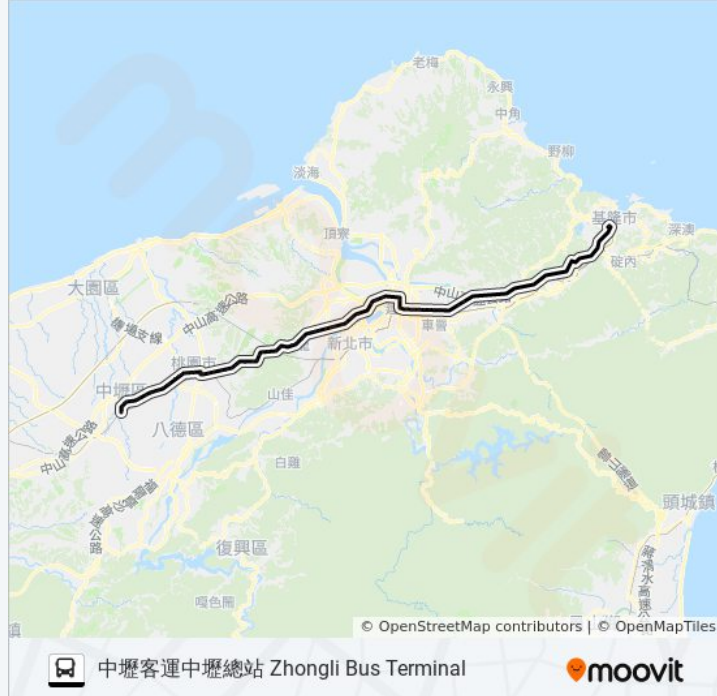 老梅
永興
中角
野柳
淡海
基隆市
深澳
頂寮
碇內
大園區
中山高速公路
機場支線
中山
車層
桃園市
新北市
中壢區
山佳
八德區
中山高速公路
白雞
頭城鎮
復興區
嘎色鬧
鎮
© OpenStreetMap contributors | © OpenMapTiles
中壢客運中壢總站 Zhongli Bus Terminal
moovit